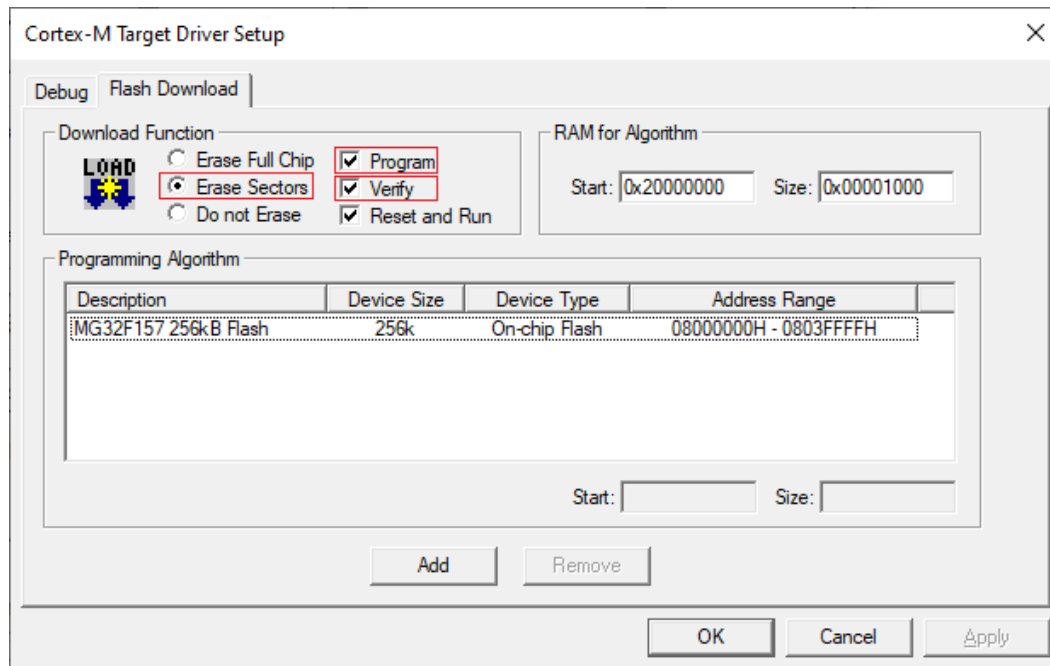 Cortex-M Target Driver Setup
Debug Flash Download
Download Function
LOAD
Erase Full Chip
Erase Sectors
Do not Erase
Program
Verify
Reset and Run
RAM for Algorithm
Start: 0x20000000 Size: 0x00001000
Programming Algorithm
Description Device Size Device Type Address Range
MG32F157 256kB Flash 256k On-chip Flash 08000000H - 0803FFFFH
Start: Size:
Add Remove
OK Cancel Apply